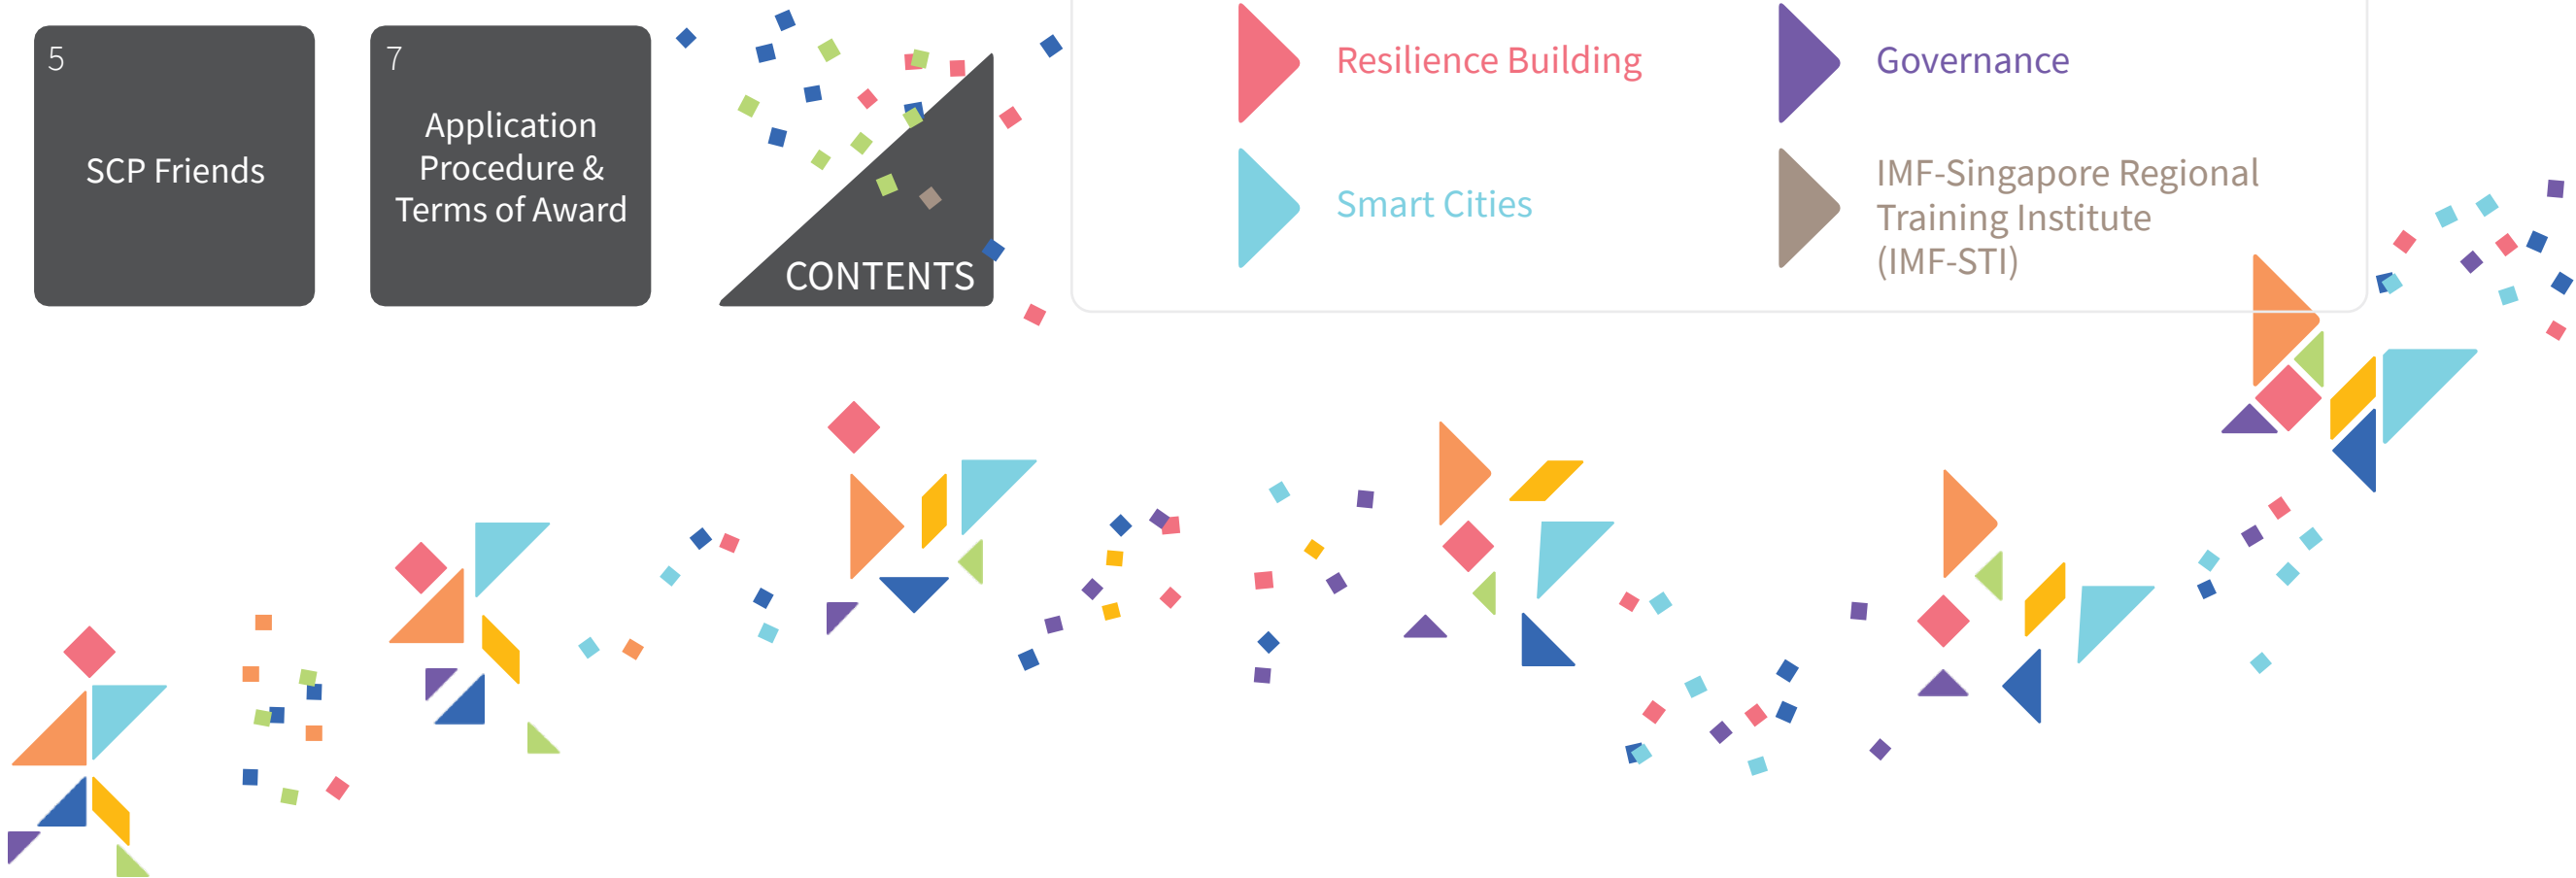 5
SCP Friends
7
Application
Procedure &
Terms of Award
CONTENTS
Resilience Building
Smart Cities
Governance
IMF-Singapore Regional
Training Institute
(IMF-STI)